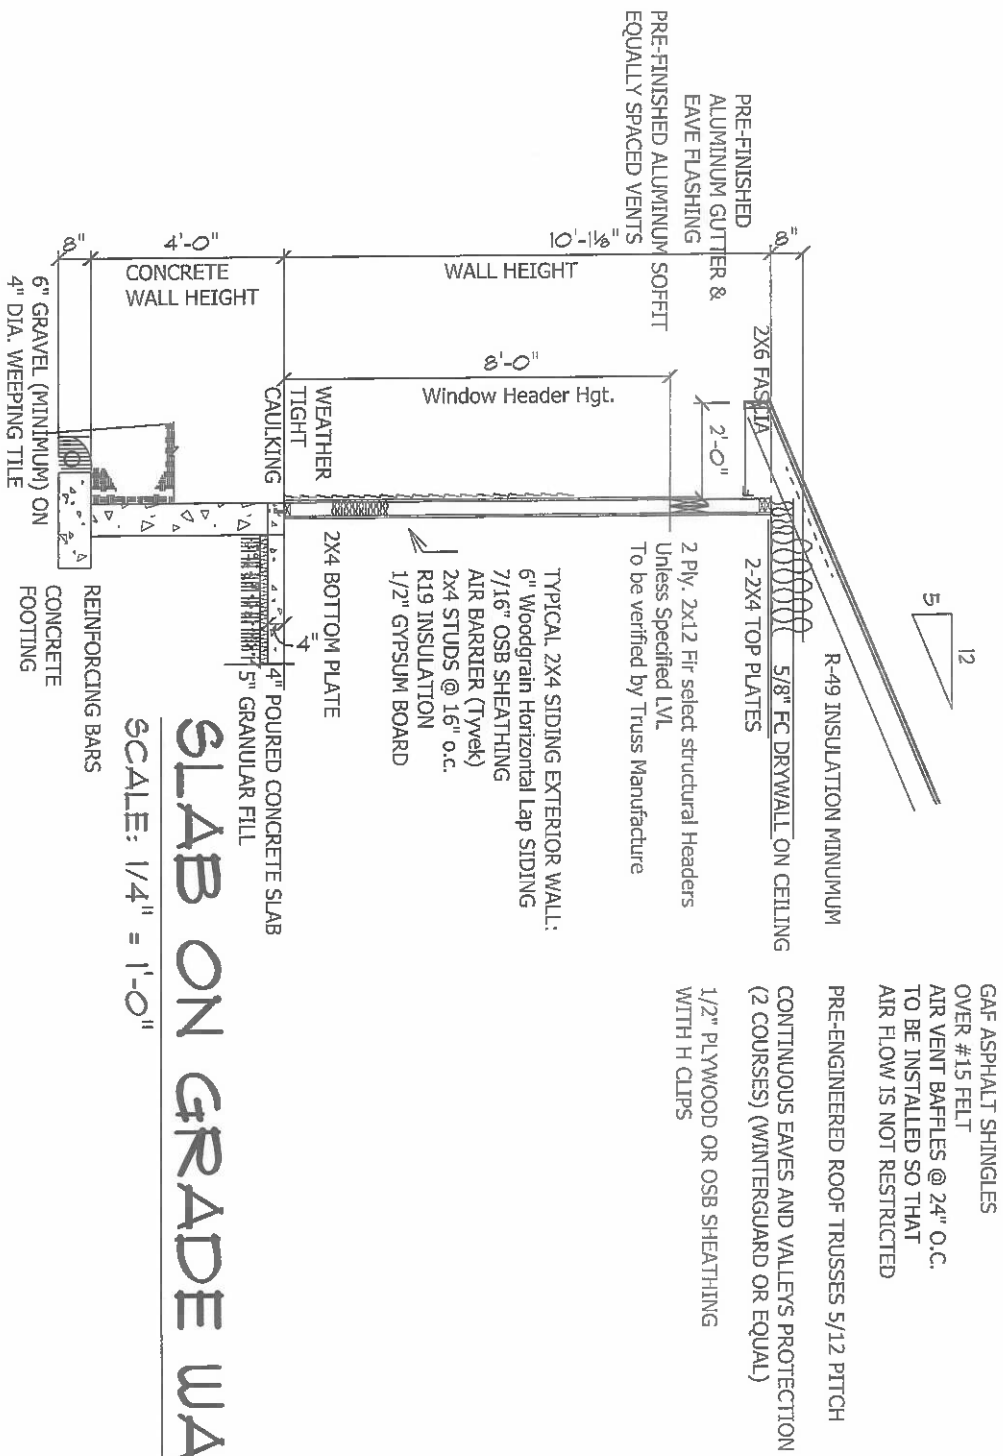 GAF ASPHALT SHINGLES
OVER #15 FELT
AIR VENT BAFFLES @ 24" O.C.
TO BE INSTALLED SO THAT
AIR FLOW IS NOT RESTRICTED
PRE-ENGINEERED ROOF TRUSSES 5/12 PITCH
CONTINUOUS EAVES AND VALLEYS PROTECTION
(2 COURSES) (WINTERGUARD OR EQUAL)
1/2" PLYWOOD OR OSB SHEATHING
WITH H CLIPS
12
5
R-49 INSULATION MINUMUM
5/8" FC DRYWALL ON CEILING
2-2X4 TOP PLATES
2X6 FASCIA
2'-0"
8"
PRE-FINISHED
ALUMINUM GUTTER &
EAVE FLASHING
PRE-FINISHED ALUMINUM SOFFIT
EQUALLY SPACED VENTS
2 Ply. 2x12 Fir select structural Headers
Unless Specified LVL
To be verified by Truss Manufacture
10'-1⅛"
WALL HEIGHT
8'-0"
Window Header Hgt.
TYPICAL 2X4 SIDING EXTERIOR WALL:
6" Woodgrain Horizontal Lap SIDING
7/16" OSB SHEATHING
AIR BARRIER (Tyvek)
2x4 STUDS @ 16" o.c.
R19 INSULATION
1/2" GYPSUM BOARD
WEATHER
TIGHT
CAULKING
2X4 BOTTOM PLATE
4"
4" POURED CONCRETE SLAB
5" GRANULAR FILL
4'-0"
CONCRETE
WALL HEIGHT
8"
6" GRAVEL (MINIMUM) ON
4" DIA. WEEPING TILE
REINFORCING BARS
CONCRETE
FOOTING
SLAB ON GRADE WA
SCALE: 1/4" = 1'-0"